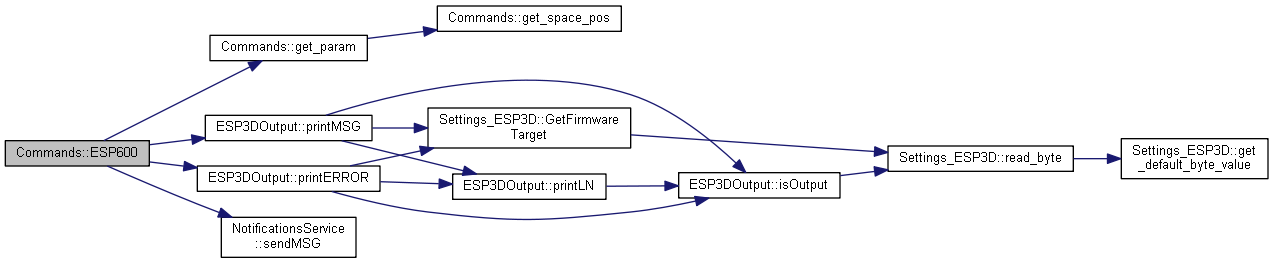 Commands::get_space_pos
Commands::get_param
ESP3DOutput::printMSG
Settings_ESP3D::GetFirmware
Target
Commands::ESP600
Settings_ESP3D::read_byte
Settings_ESP3D::get
_default_byte_value
ESP3DOutput::printERROR
ESP3DOutput::printLN
ESP3DOutput::isOutput
NotificationsService
::sendMSG